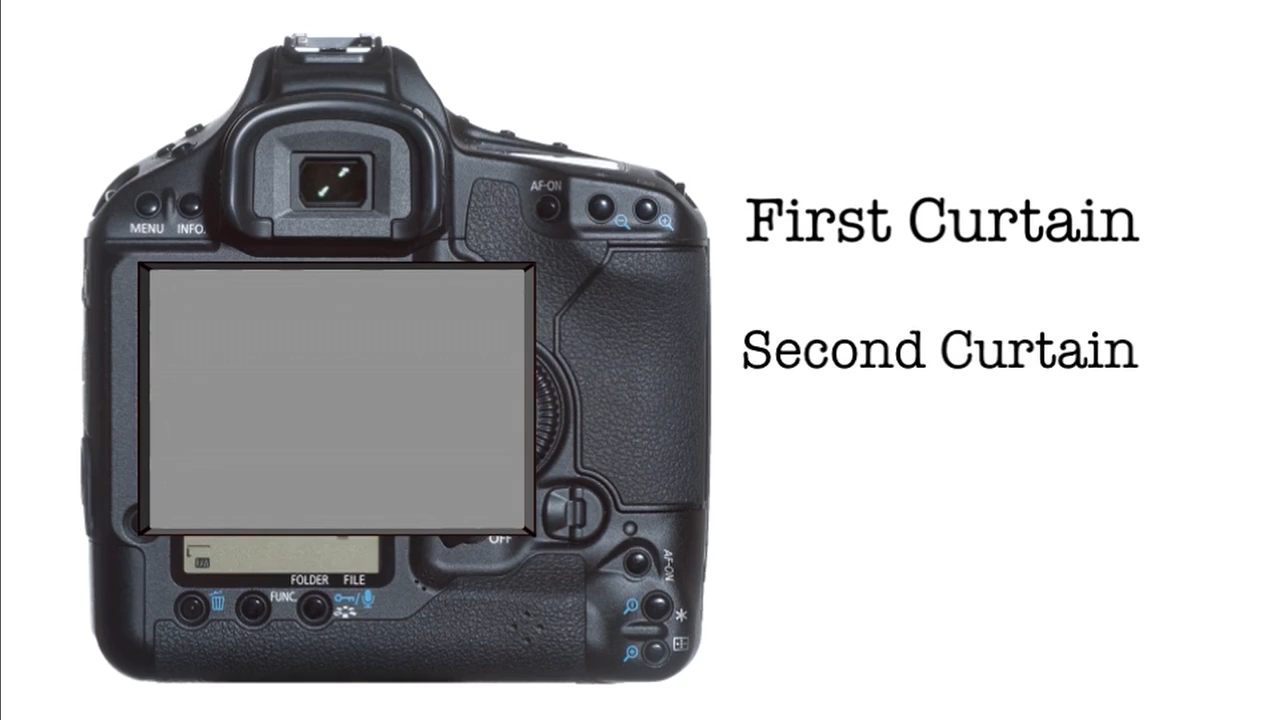 AF-ON
MENU INFO.
First Curtain
Second Curtain
OFF
AF-ON
FOLDER FILE
FUNC.